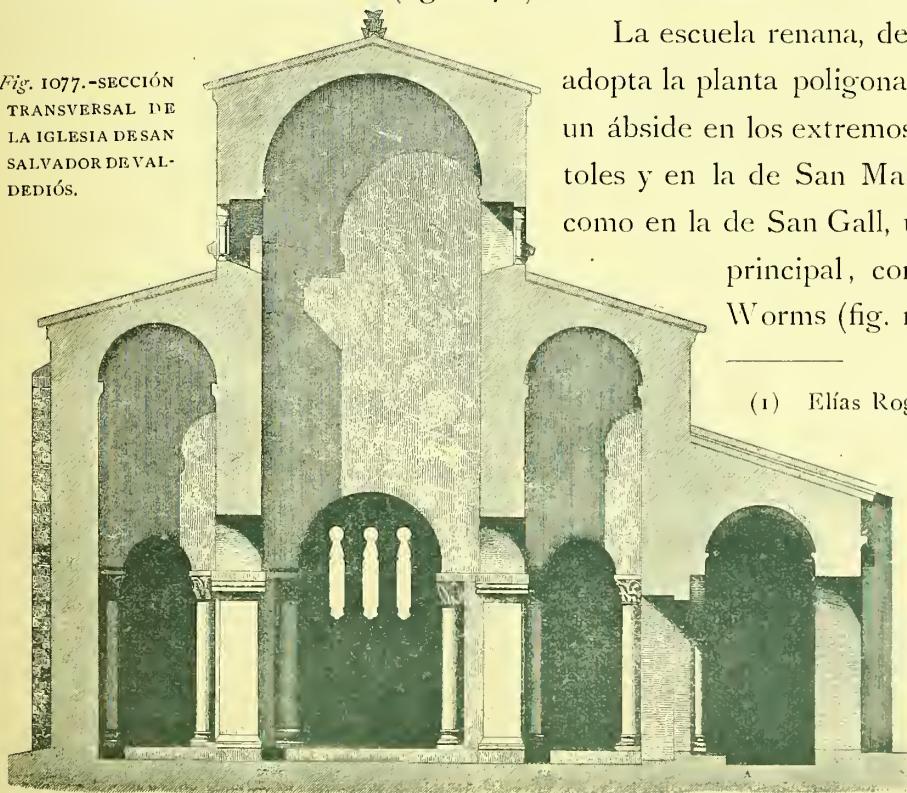 Fig. 1077.-SECCIÓN
TRANSVERSAL DE
LA IGLESIA DE SAN
SALVADOR DE VAL-
DEDIÓS.
La escuela renana, de
adopta la planta poligona
un ábside en los extremos
toles y en la de San Ma
como en la de San Gall, u
principal, con
Worms (fig.
(1) Elías Rog
A